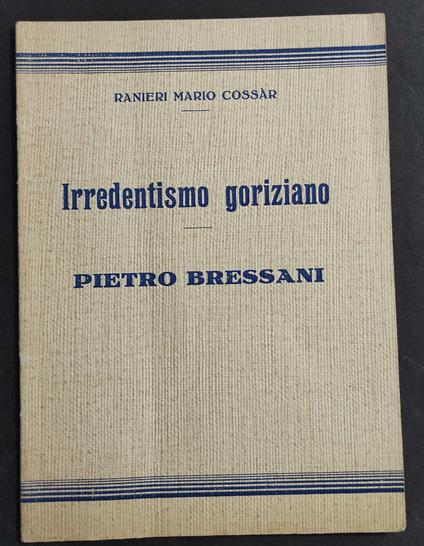 RANIERI MARIO COSSÀR
Irredentismo goriziano
PIETRO BRESSANI